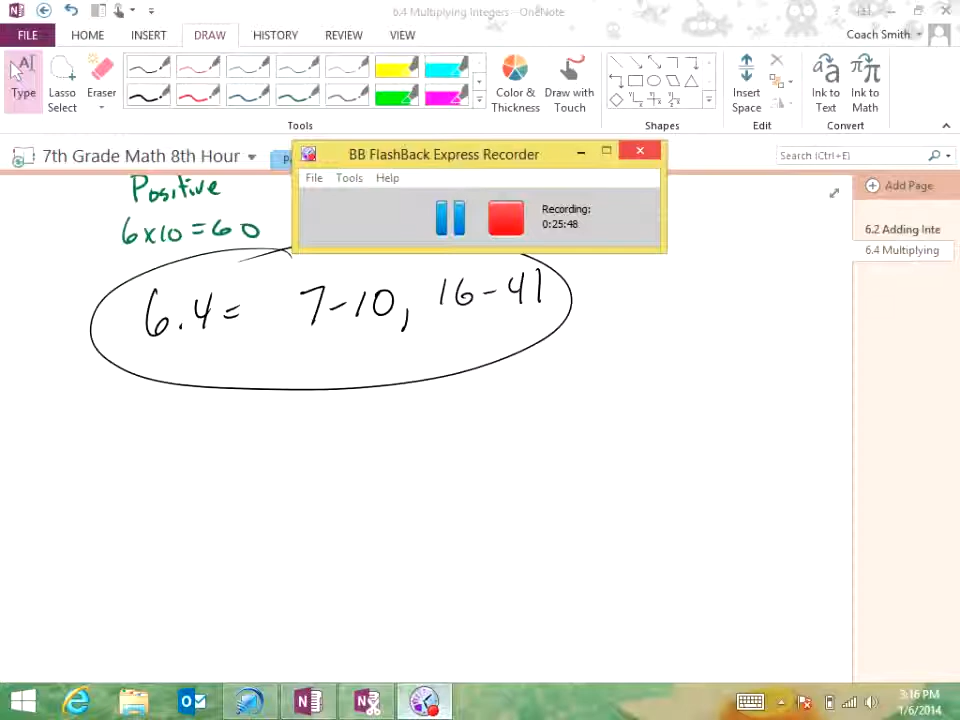 6.4 Multiplying Integers - OneNote
FILE HOME INSERT DRAW HISTORY REVIEW VIEW Coach Smith
Type Lasso Select Eraser Color & Thickness Draw with Touch Insert Space Ink to Text Ink to Math
Tools Shapes Edit Convert
7th Grade Math 8th Hour Search (Ctrl+E)
BB FlashBack Express Recorder
File Tools Help
Recording:
0:25:48
Add Page
6.2 Adding Inte
6.4 Multiplying
Positive
6x10=60
6.4= 7-10, 16-41
3:16 PM
1/6/2014